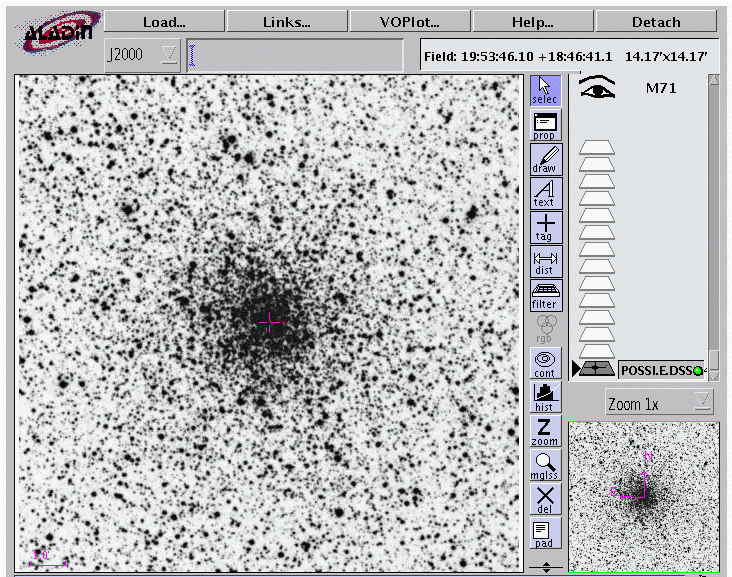 ALADIN
Load... Links... VOPlot... Help... Detach
J2000
Field: 19:53:46.10 +18:46:41.1 14.17'x14.17'
selec
M71
prop
draw
text
tag
dist
filter
rgb
cont
POSSI.E.DSS
hist
Zoom 1x
zoom
mglss
del
pad